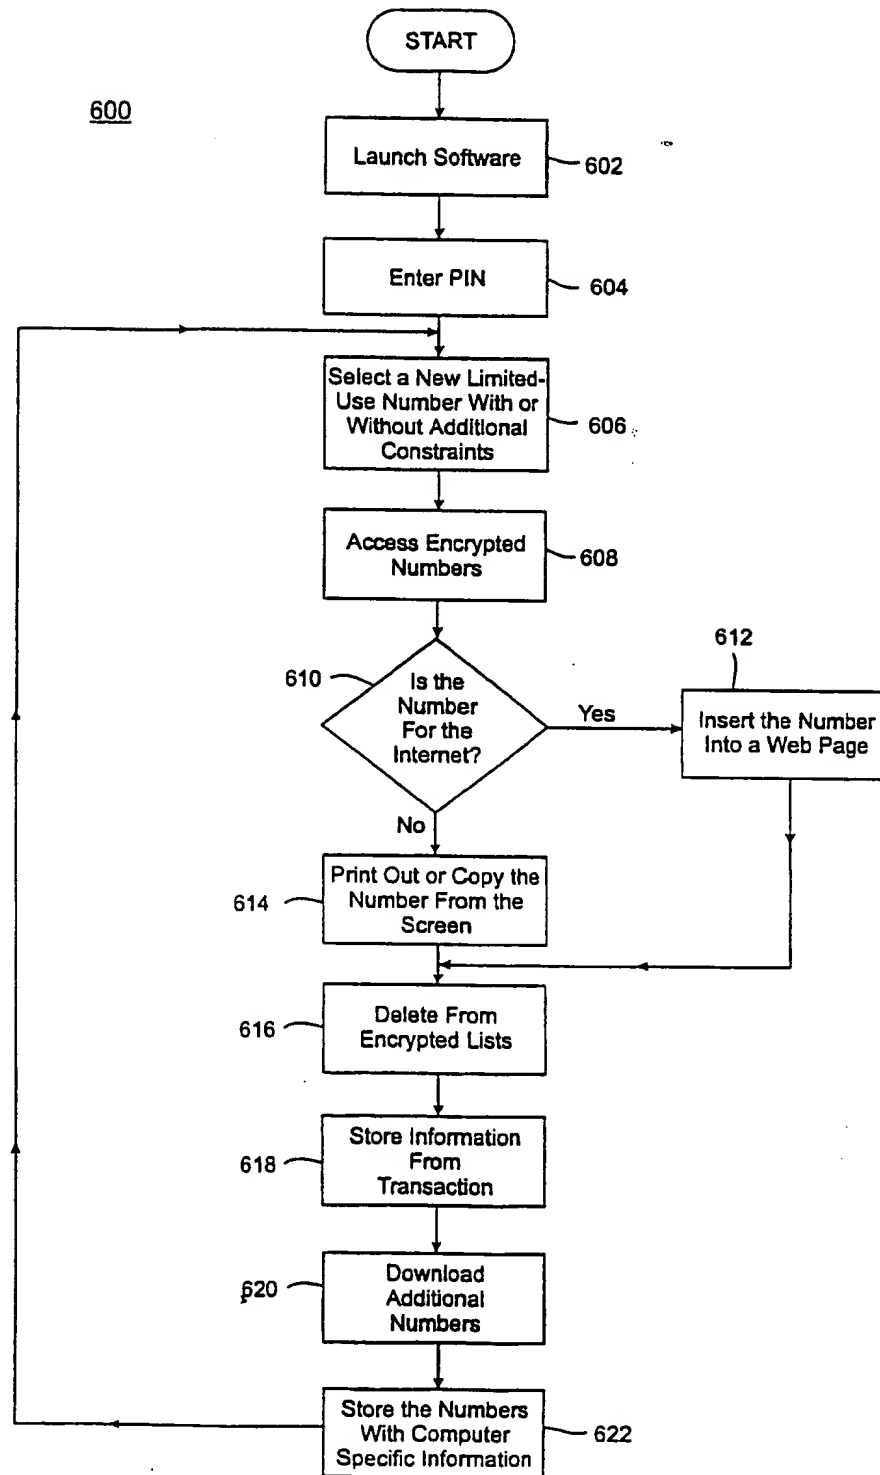 START
600
Launch Software
602
Enter PIN
604
Select a New Limited-
Use Number With or
Without Additional
Constraints
606
Access Encrypted
Numbers
608
610
Is the
Number
For the
Internet?
Yes
612
Insert the Number
Into a Web Page
No
614
Print Out or Copy the
Number From the
Screen
616
Delete From
Encrypted Lists
618
Store Information
From
Transaction
620
Download
Additional
Numbers
Store the Numbers
With Computer
Specific Information
622